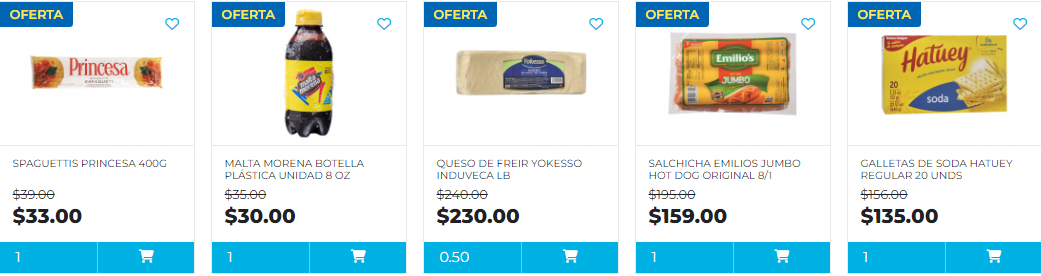 OFERTA
OFERTA
OFERTA
OFERTA
OFERTA
Princesa
malta morena
Yokesso
Emilio's
JUMBO
Hatuey
20
soda
SPAGUETTIS PRINCESA 400G
$39.00
$33.00
1
MALTA MORENA BOTELLA
PLÁSTICA UNIDAD 8 OZ
$35.00
$30.00
1
QUESO DE FREIR YOKESSO
INDUVECA LB
$240.00
$230.00
0.50
SALCHICHA EMILIOS JUMBO
HOT DOG ORIGINAL 8/1
$195.00
$159.00
1
GALLETAS DE SODA HATUEY
REGULAR 20 UNDS
$156.00
$135.00
1